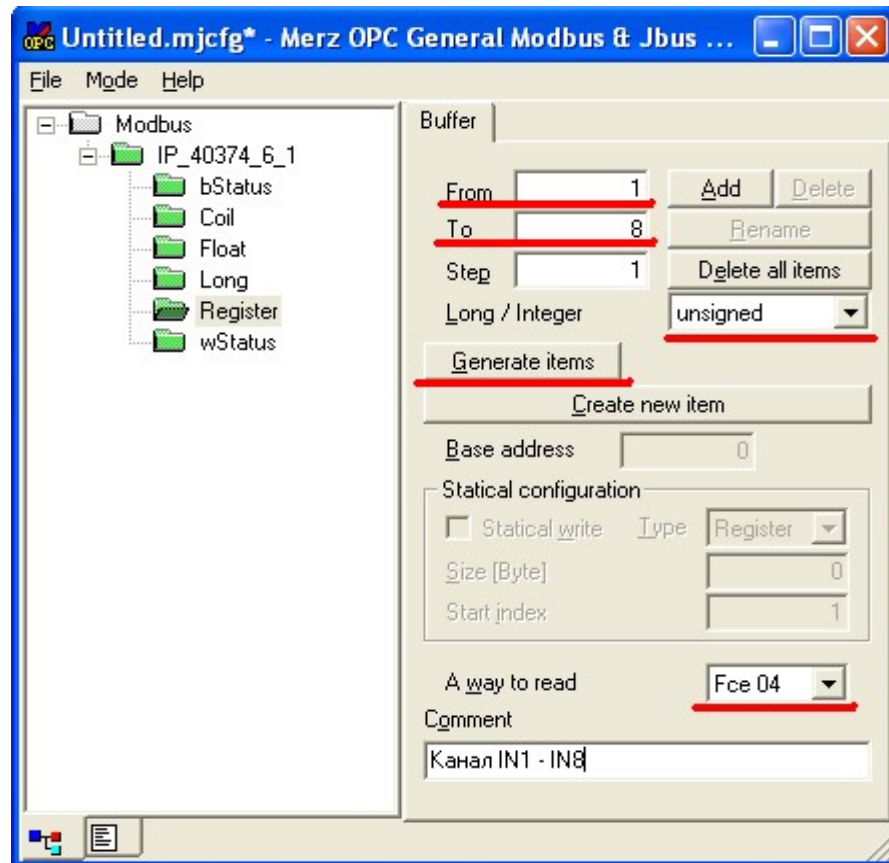 OPC Untitled.mjcfg* - Merz OPC General Modbus & Jbus ...
File Mode Help
Modbus
IP_40374_6_1
bStatus
Coil
Float
Long
Register
wStatus
Buffer
From 1 Add Delete
To 8 Rename
Step 1 Delete all items
Long / Integer unsigned
Generate items
Create new item
Base address 0
Statical configuration
Statical write Type Register
Size [Byte] 0
Start index 1
A way to read Fce 04
Comment
Канал IN1 - IN8